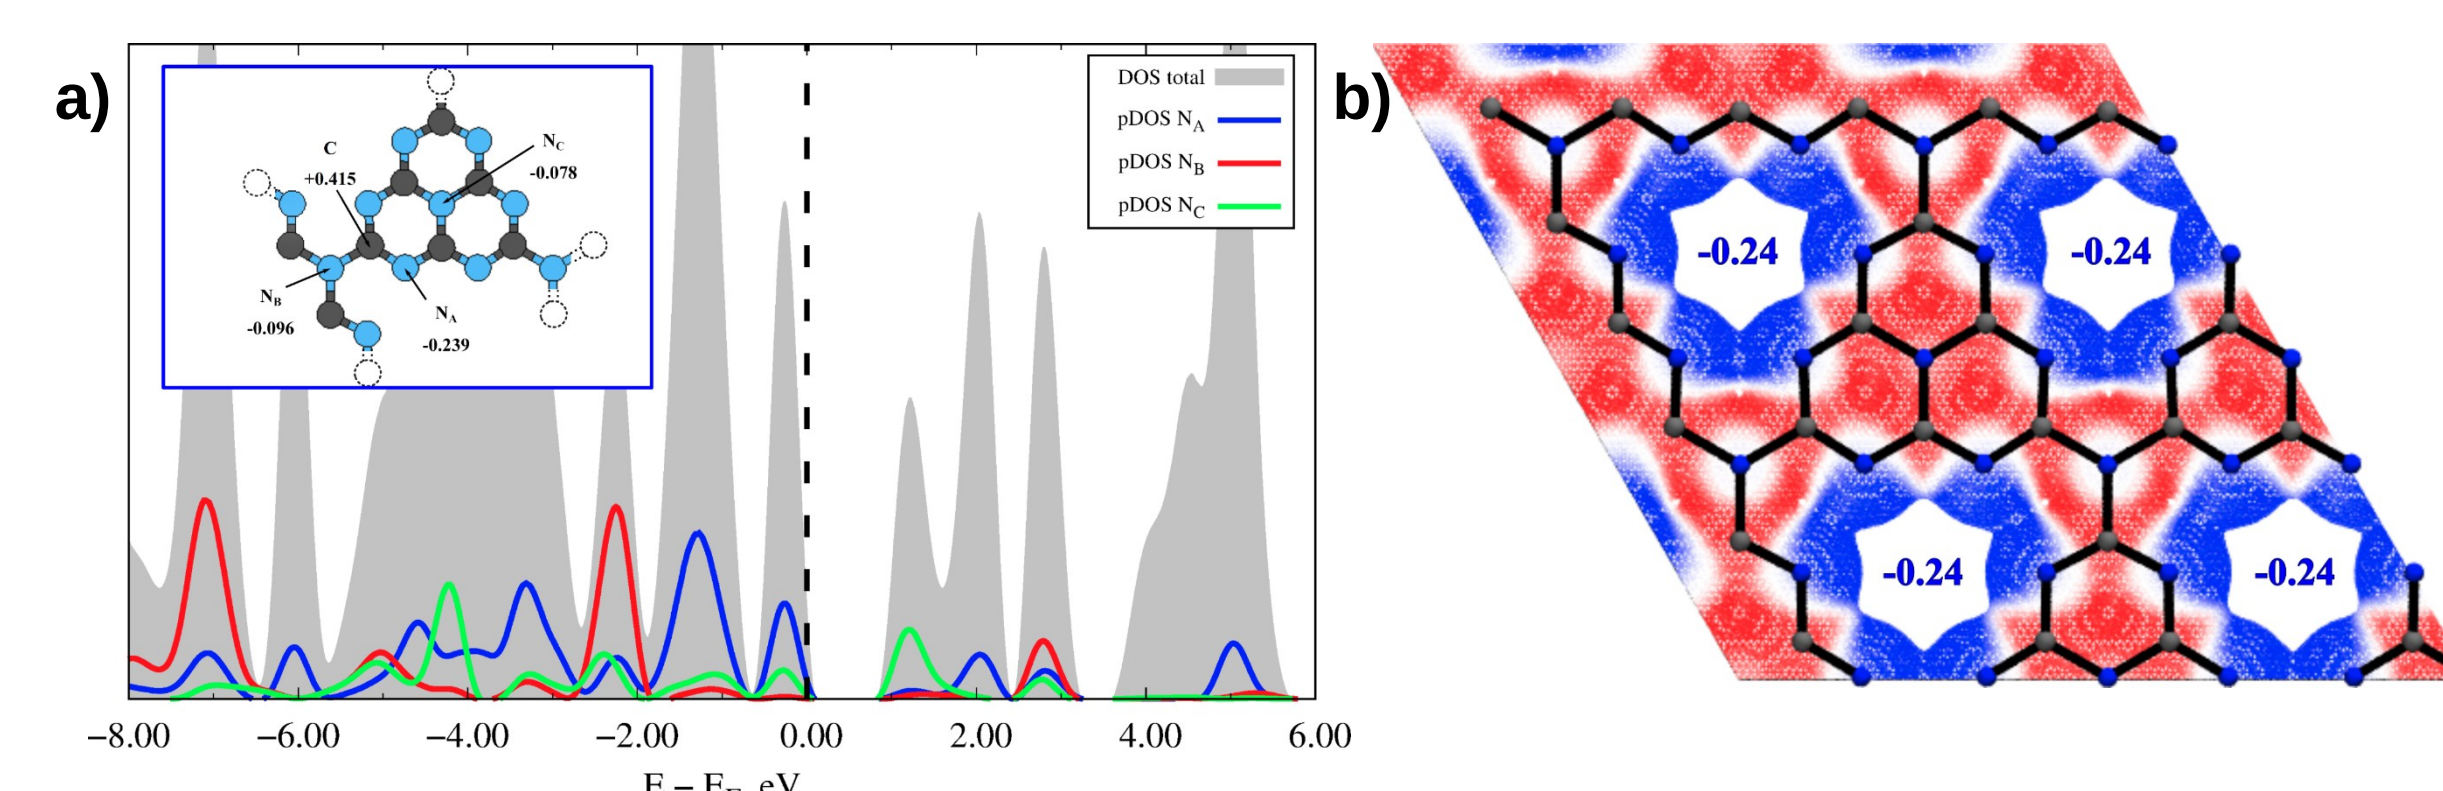 a)
C
+0.415
N_C
-0.078
N_B
-0.096
N_A
-0.239
DOS total
pDOS N_A
pDOS N_B
pDOS N_C
−8.00 −6.00 −4.00 −2.00 0.00 2.00 4.00 6.00
E − E_F, eV
b)
-0.24 -0.24
-0.24 -0.24